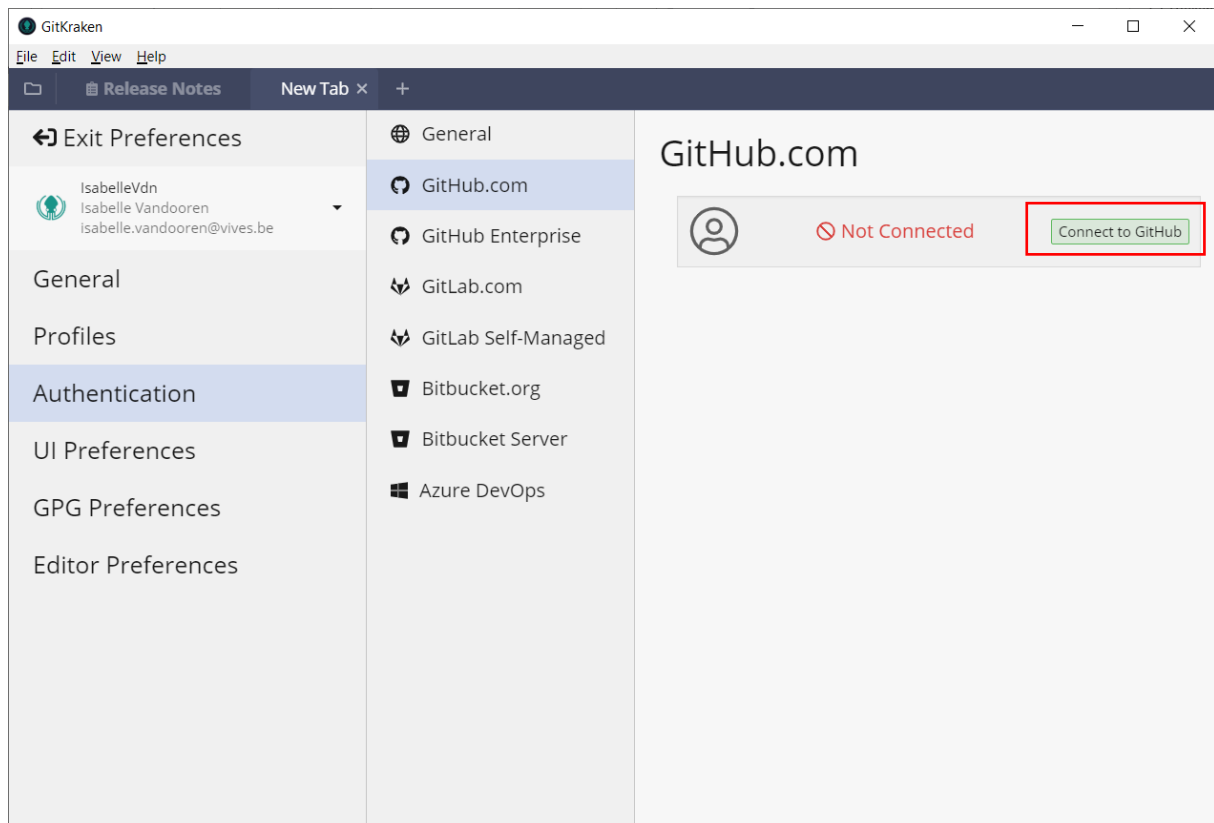 GitKraken
File Edit View Help
Release Notes
New Tab
Exit Preferences
IsabelleVdn
Isabelle Vandooren
isabelle.vandooren@vives.be
General
Profiles
Authentication
UI Preferences
GPG Preferences
Editor Preferences
General
GitHub.com
GitHub Enterprise
GitLab.com
GitLab Self-Managed
Bitbucket.org
Bitbucket Server
Azure DevOps
GitHub.com
Not Connected
Connect to GitHub